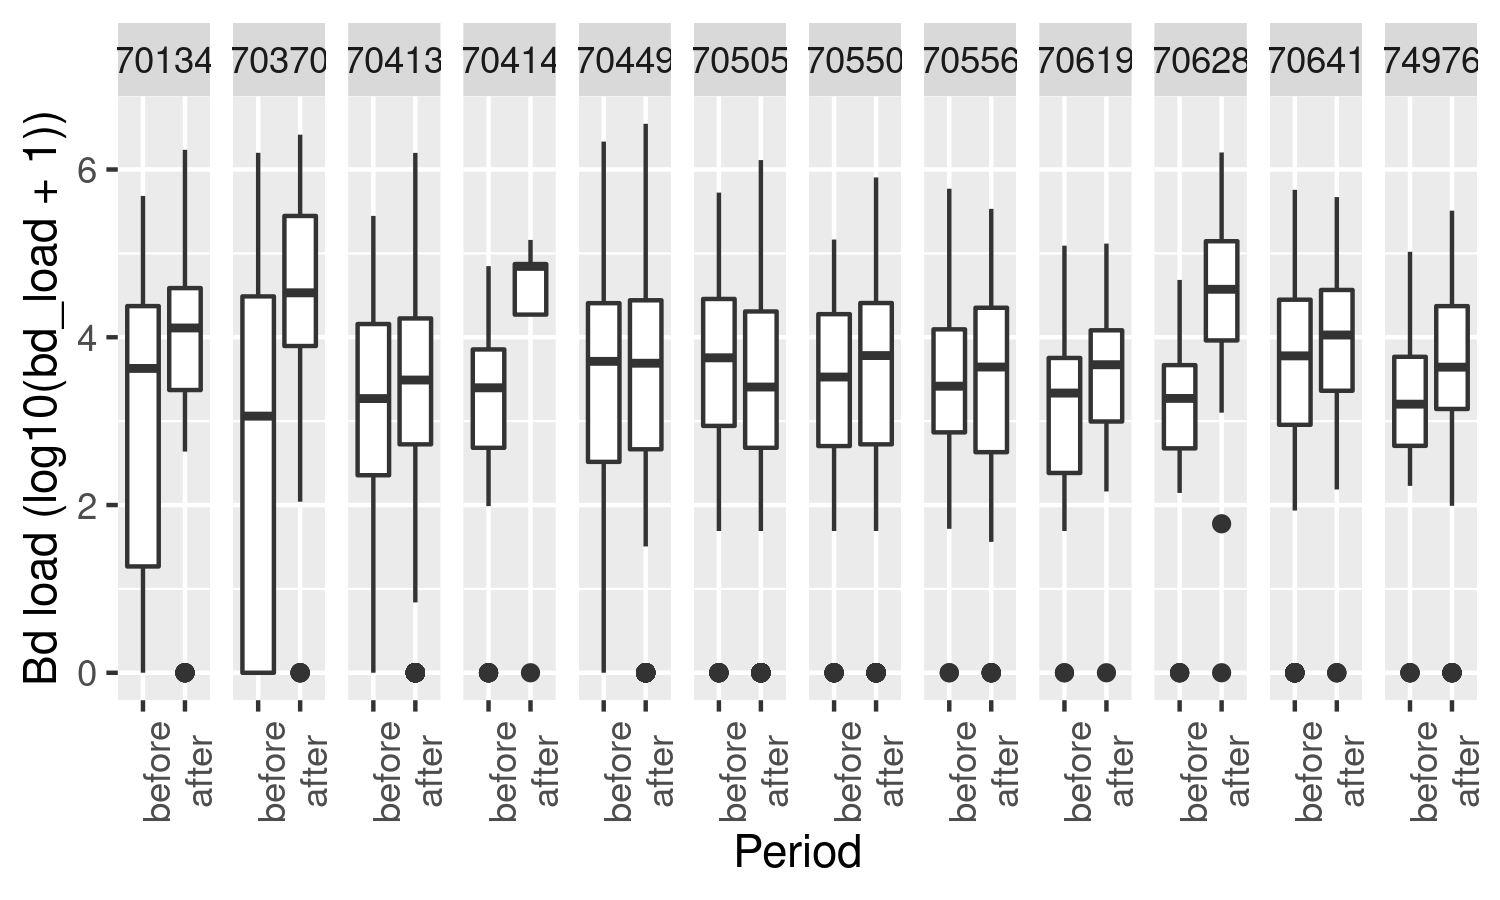 70134 70370 70413 70414 70449 70505 70550 70556 70619 70628 70641 74976
Bd load (log10(bd_load + 1))
6
4
2
0
before after before after before after before after before after before after before after before after before after before after before after before after
Period